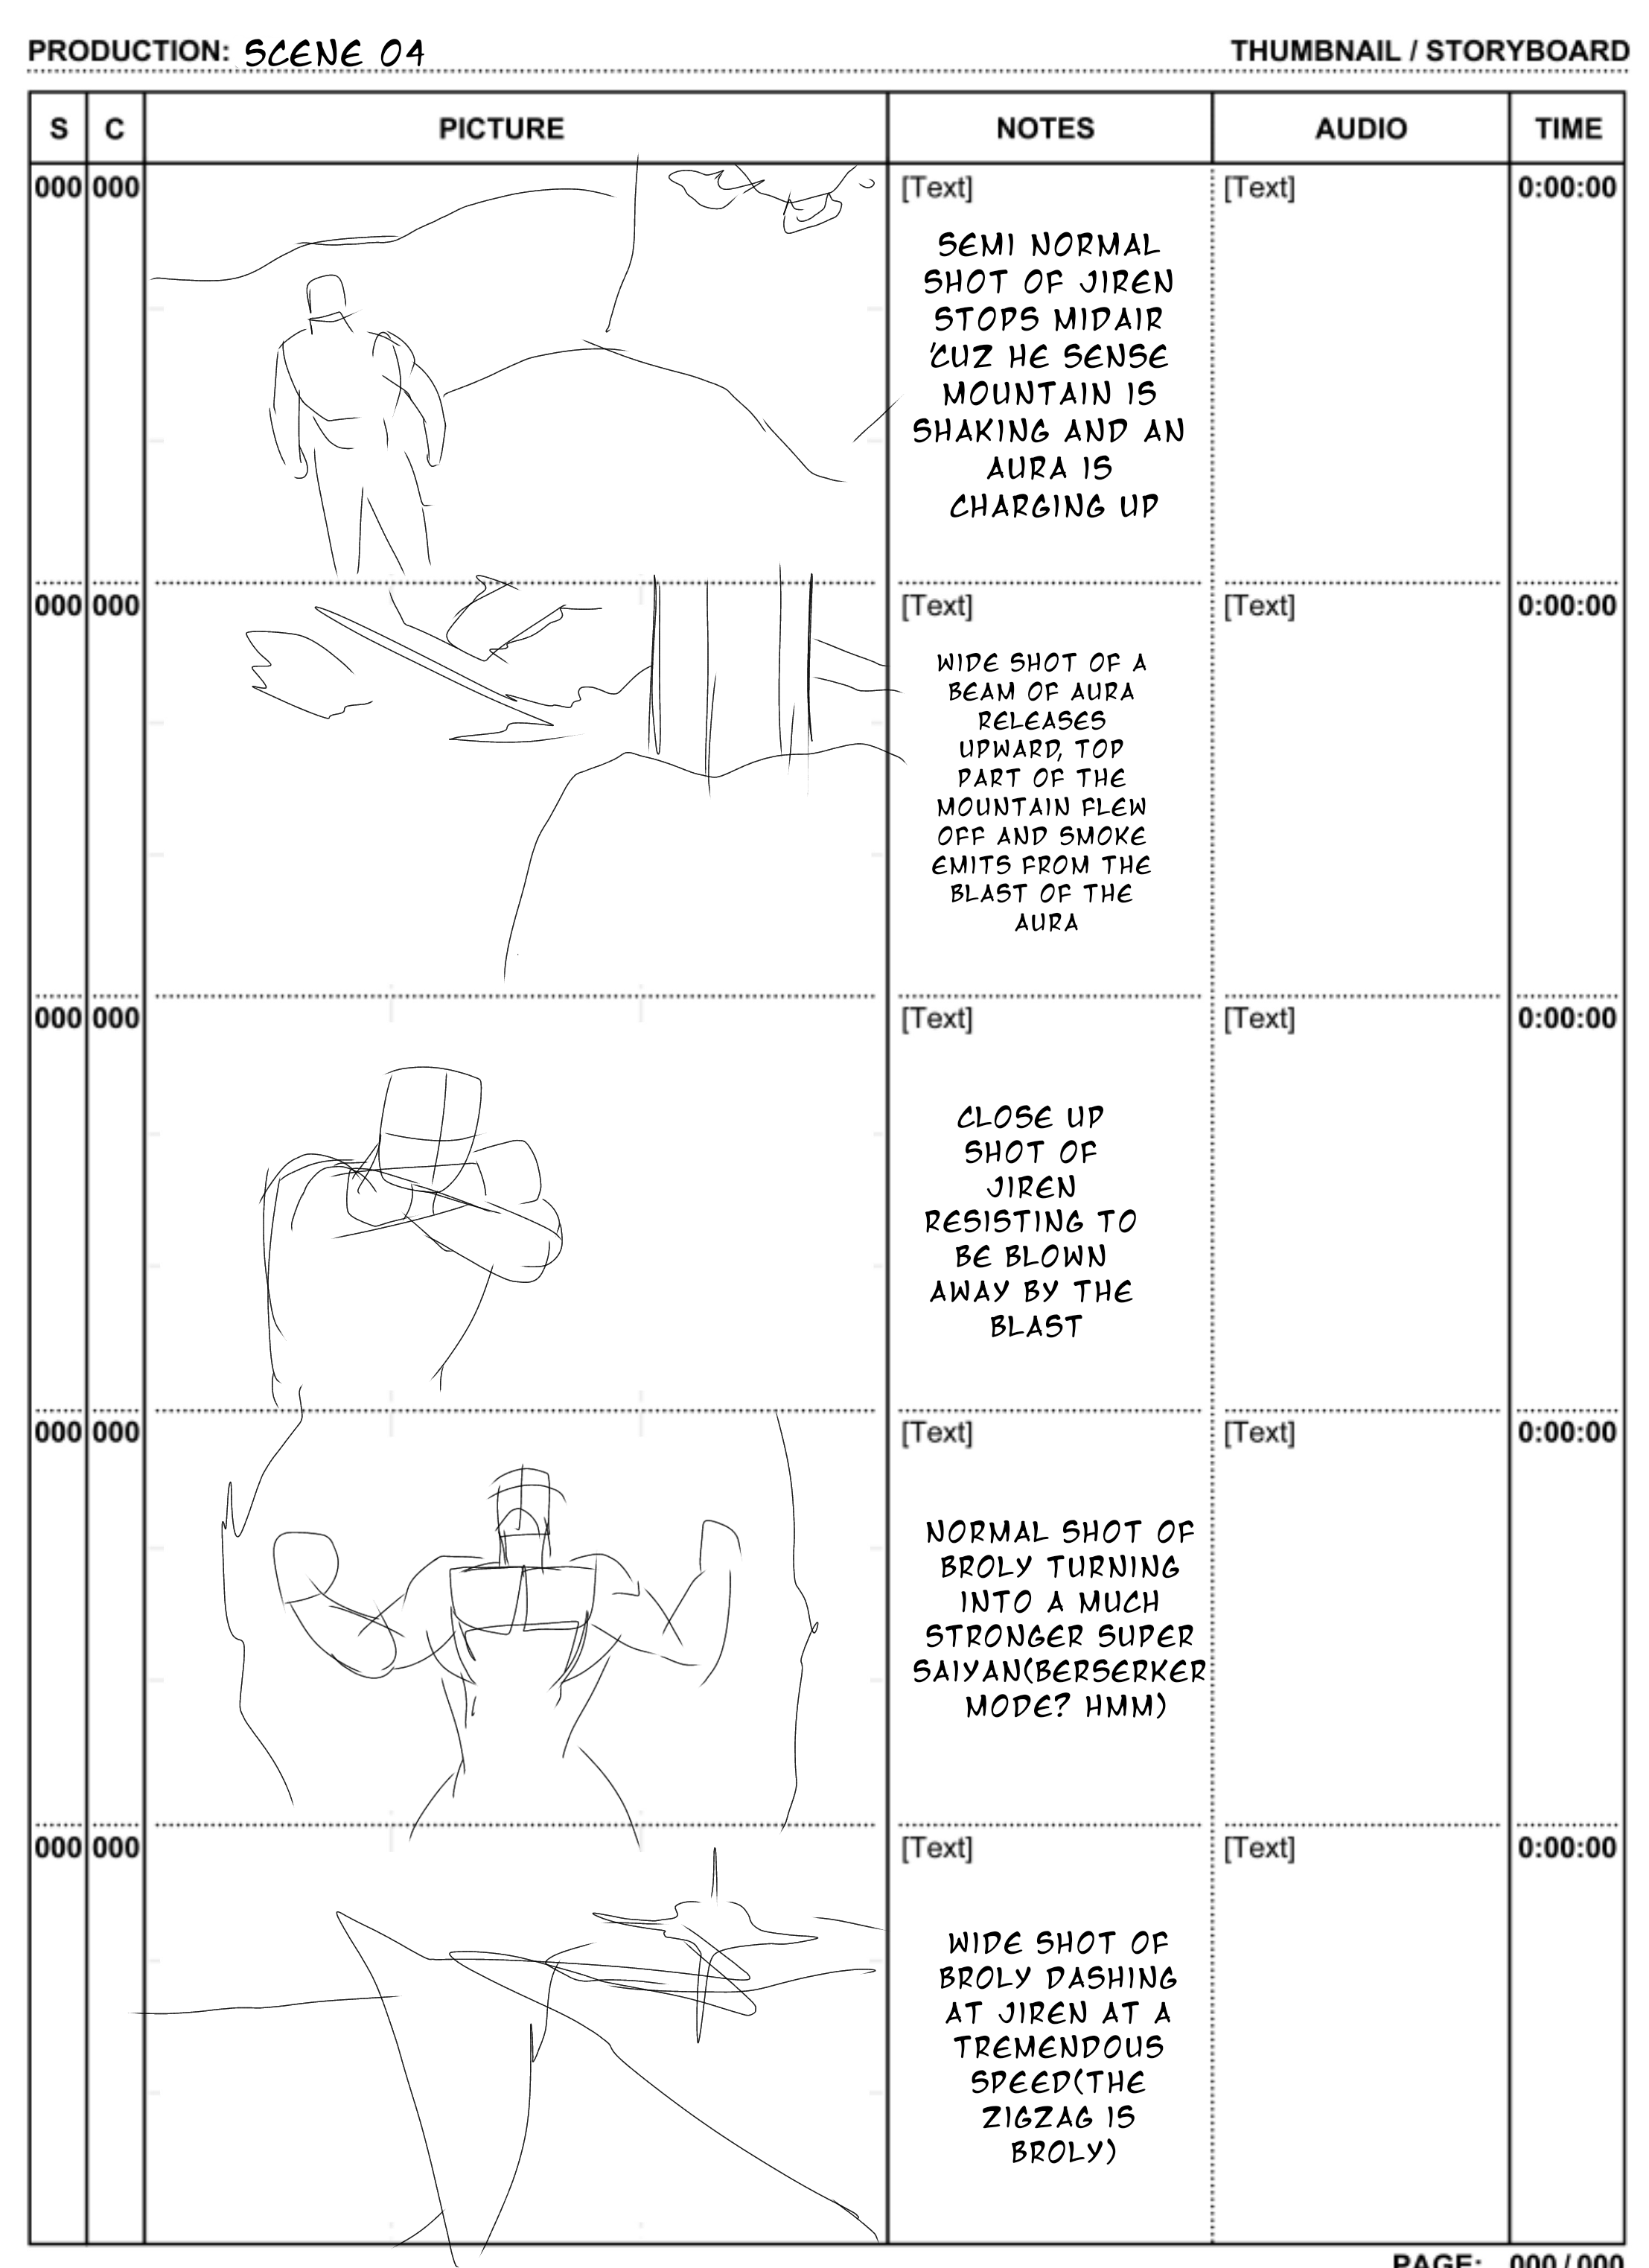 PRODUCTION: SCENE 04
THUMBNAIL / STORYBOARD
S C PICTURE NOTES AUDIO TIME
000 000 [Text] [Text] 0:00:00
SEMI NORMAL
SHOT OF JIREN
STOPS MIDAIR
'CUZ HE SENSE
MOUNTAIN IS
SHAKING AND AN
AURA IS
CHARGING UP
000 000 [Text] [Text] 0:00:00
WIDE SHOT OF A
BEAM OF AURA
RELEASES
UPWARD, TOP
PART OF THE
MOUNTAIN FLEW
OFF AND SMOKE
EMITS FROM THE
BLAST OF THE
AURA
000 000 [Text] [Text] 0:00:00
CLOSE UP
SHOT OF
JIREN
RESISTING TO
BE BLOWN
AWAY BY THE
BLAST
000 000 [Text] [Text] 0:00:00
NORMAL SHOT OF
BROLY TURNING
INTO A MUCH
STRONGER SUPER
SAIYAN(BERSERKER
MODE? HMM)
000 000 [Text] [Text] 0:00:00
WIDE SHOT OF
BROLY DASHING
AT JIREN AT A
TREMENDOUS
SPEED(THE
ZIGZAG IS
BROLY)
PAGE: 000 / 000